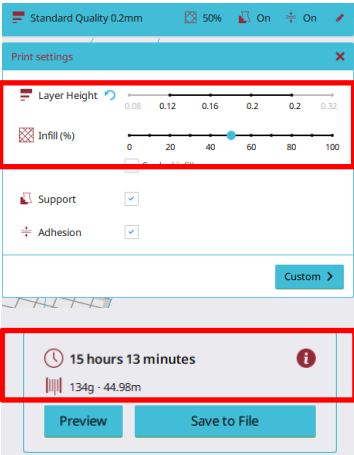 Standard Quality 0.2mm 50% On On
Print settings
Layer Height
0.08 0.12 0.16 0.2 0.2 0.32
Infill (%)
0 20 40 60 80 100
Support
Adhesion
Custom
15 hours 13 minutes
134g · 44.98m
Preview Save to File